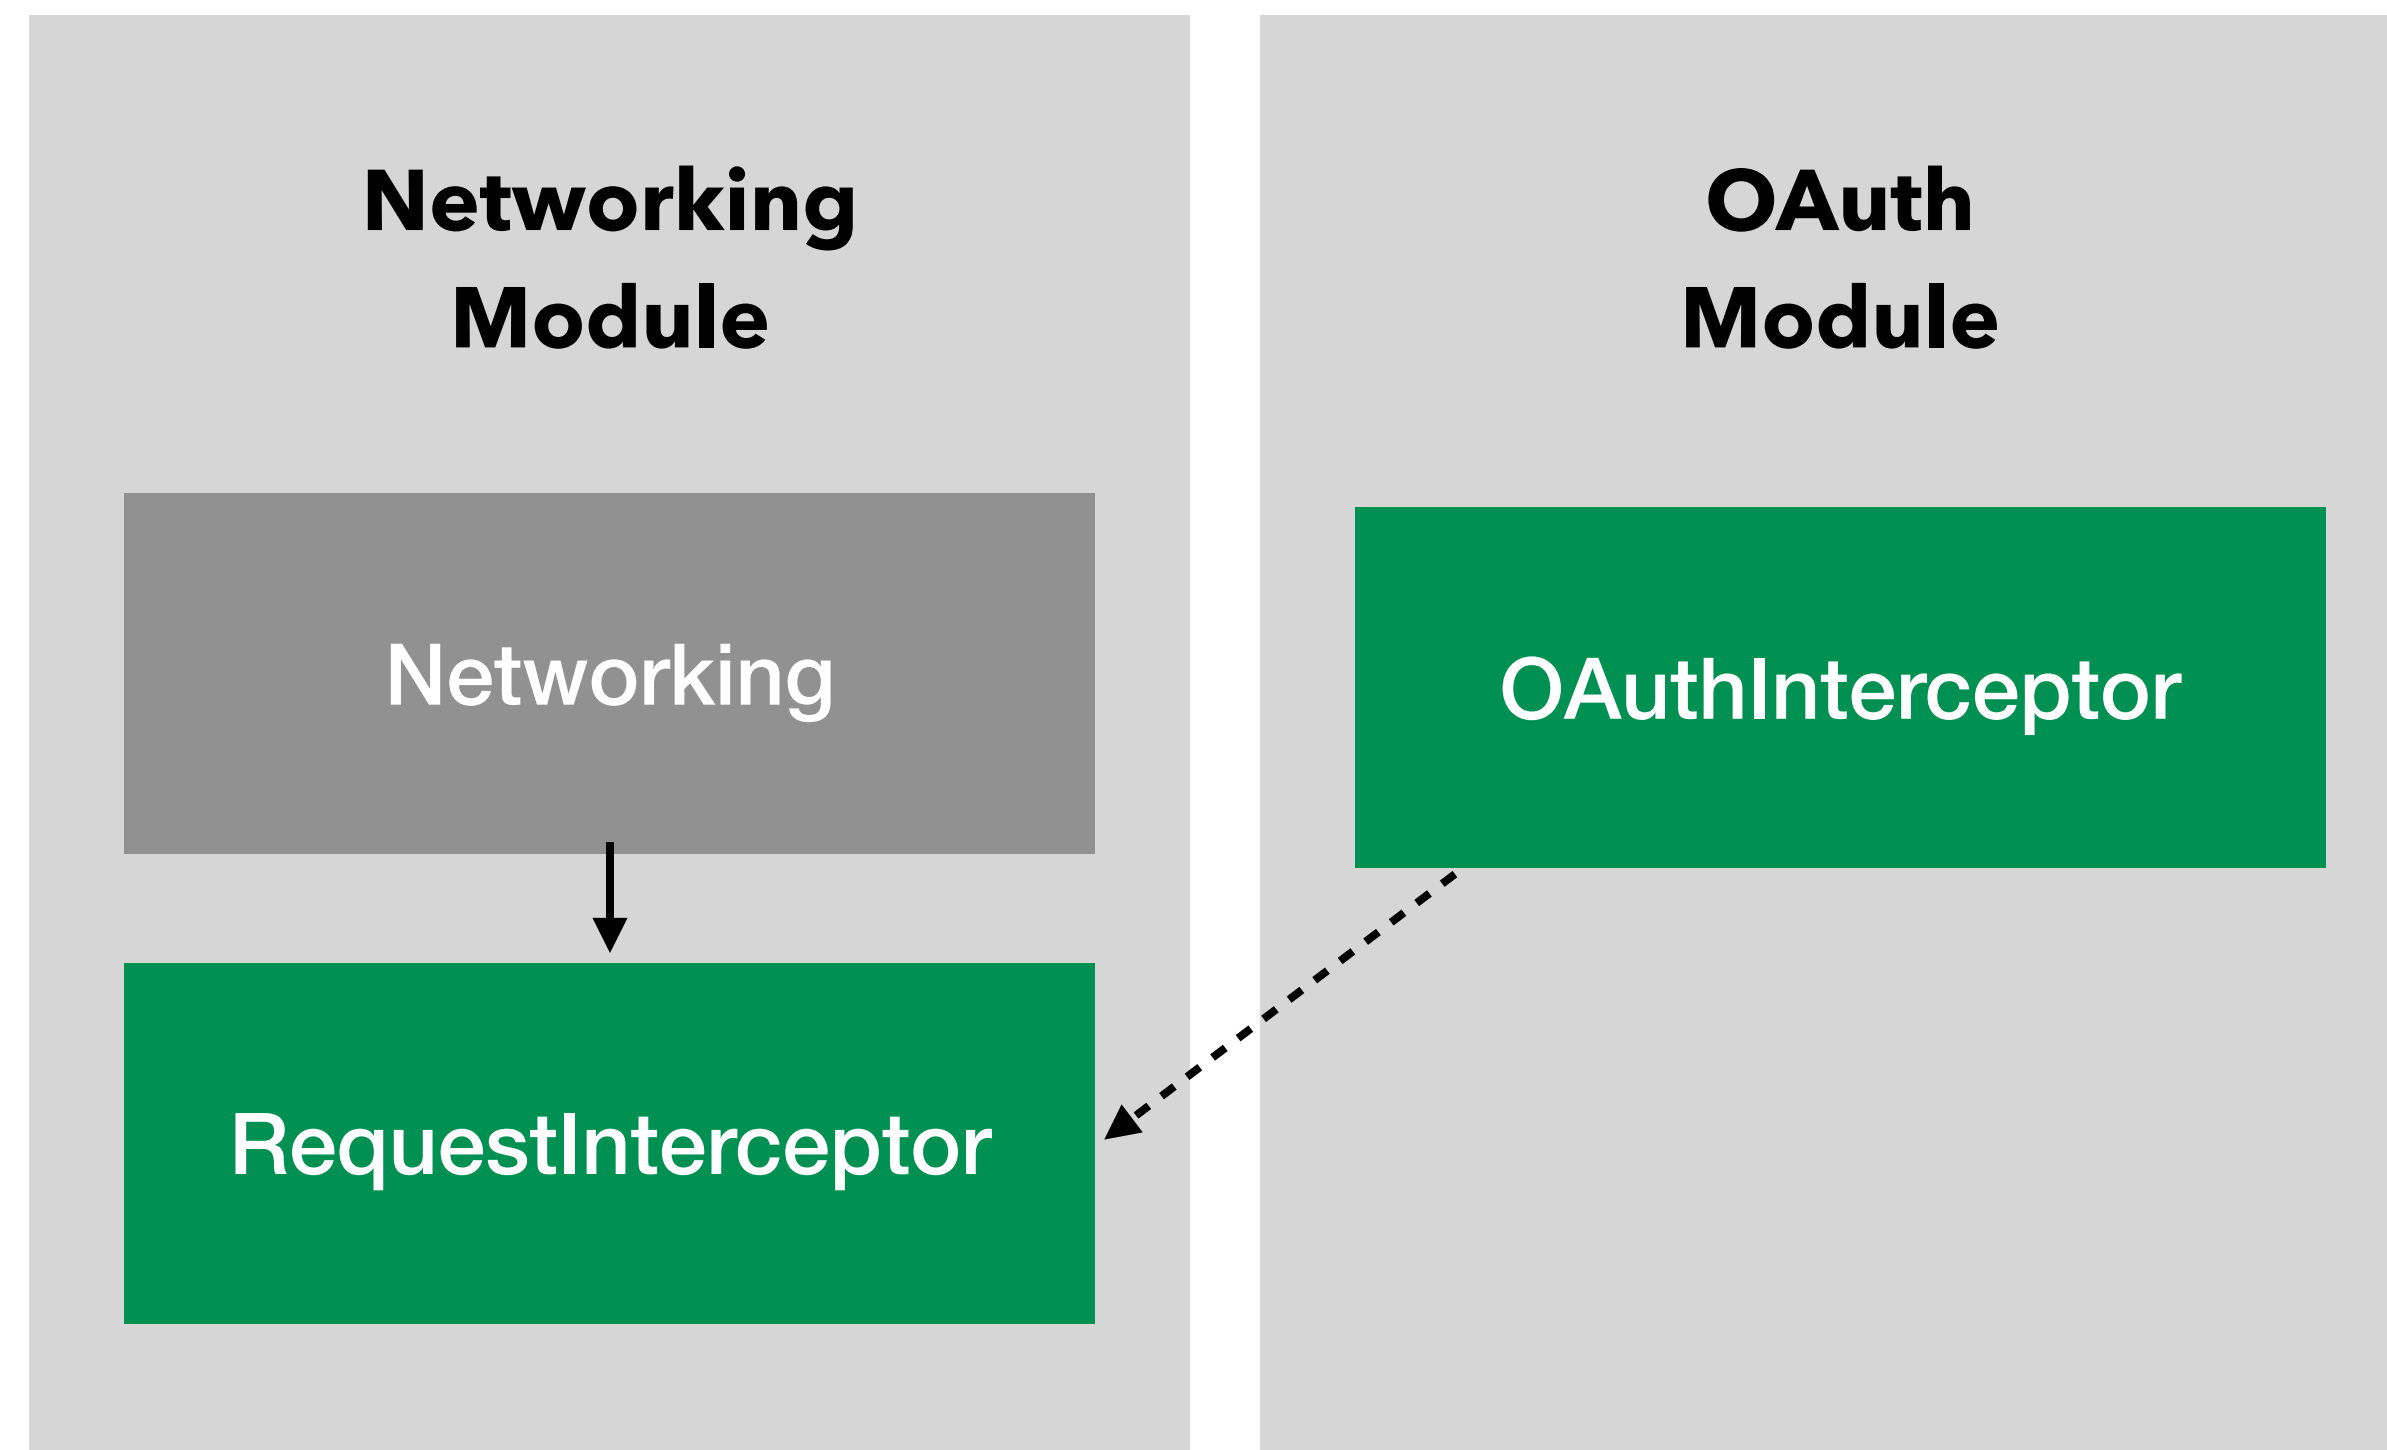 Networking
Module
Networking
RequestInterceptor
OAuth
Module
OAuthInterceptor